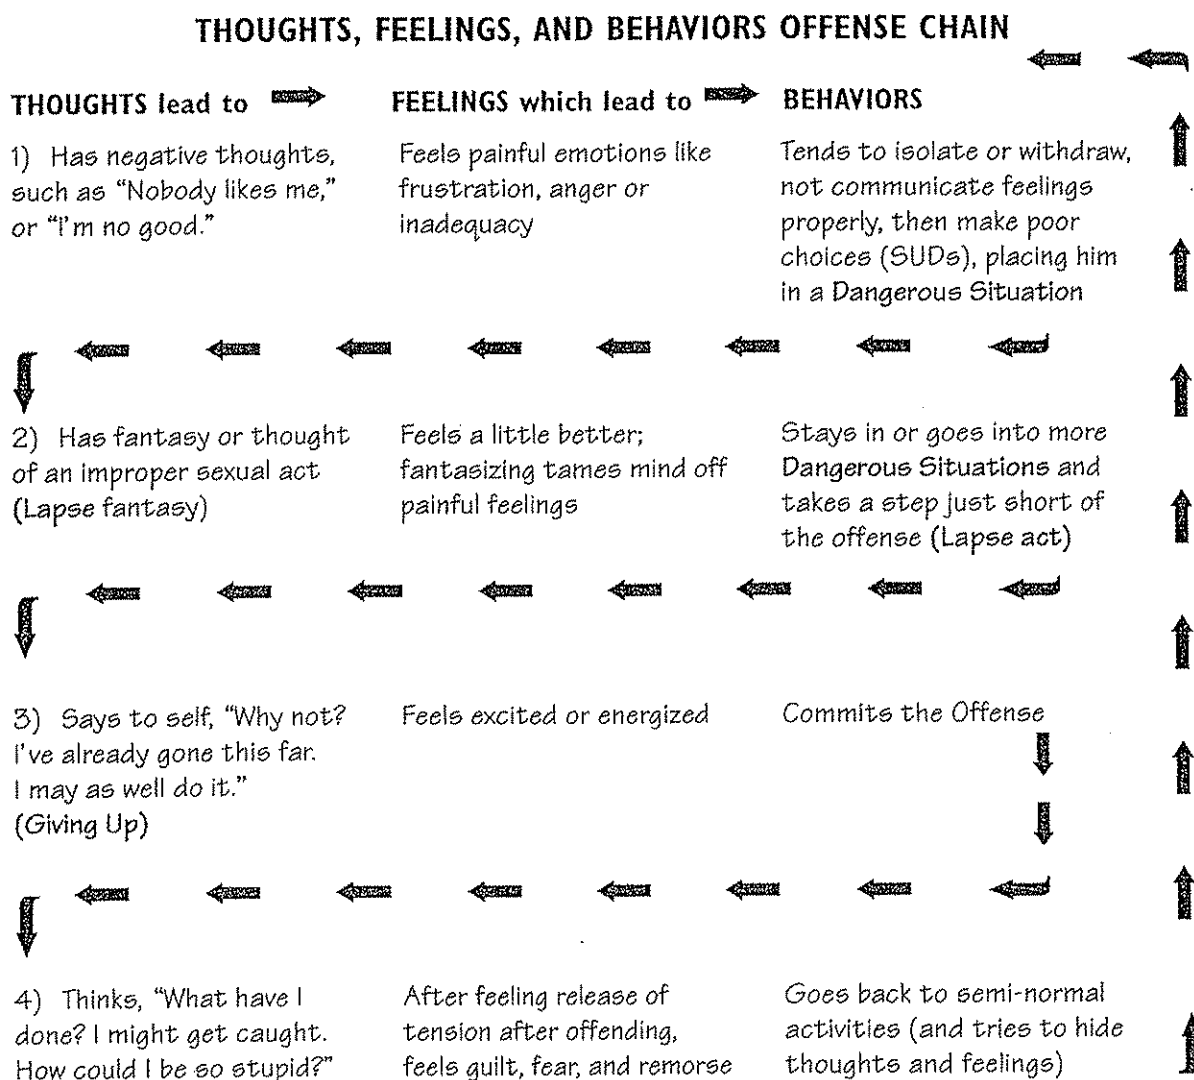 THOUGHTS, FEELINGS, AND BEHAVIORS OFFENSE CHAIN
THOUGHTS lead to
FEELINGS which lead to
BEHAVIORS
1) Has negative thoughts,
such as “Nobody likes me,”
or “I’m no good.”
Feels painful emotions like
frustration, anger or
inadequacy
Tends to isolate or withdraw,
not communicate feelings
properly, then make poor
choices (SUDs), placing him
in a Dangerous Situation
2) Has fantasy or thought
of an improper sexual act
(Lapse fantasy)
Feels a little better;
fantasizing tames mind off
painful feelings
Stays in or goes into more
Dangerous Situations and
takes a step just short of
the offense (Lapse act)
3) Says to self, “Why not?
I’ve already gone this far.
I may as well do it.”
(Giving Up)
Feels excited or energized
Commits the Offense
4) Thinks, “What have I
done? I might get caught.
How could I be so stupid?”
After feeling release of
tension after offending,
feels guilt, fear, and remorse
Goes back to semi-normal
activities (and tries to hide
thoughts and feelings)